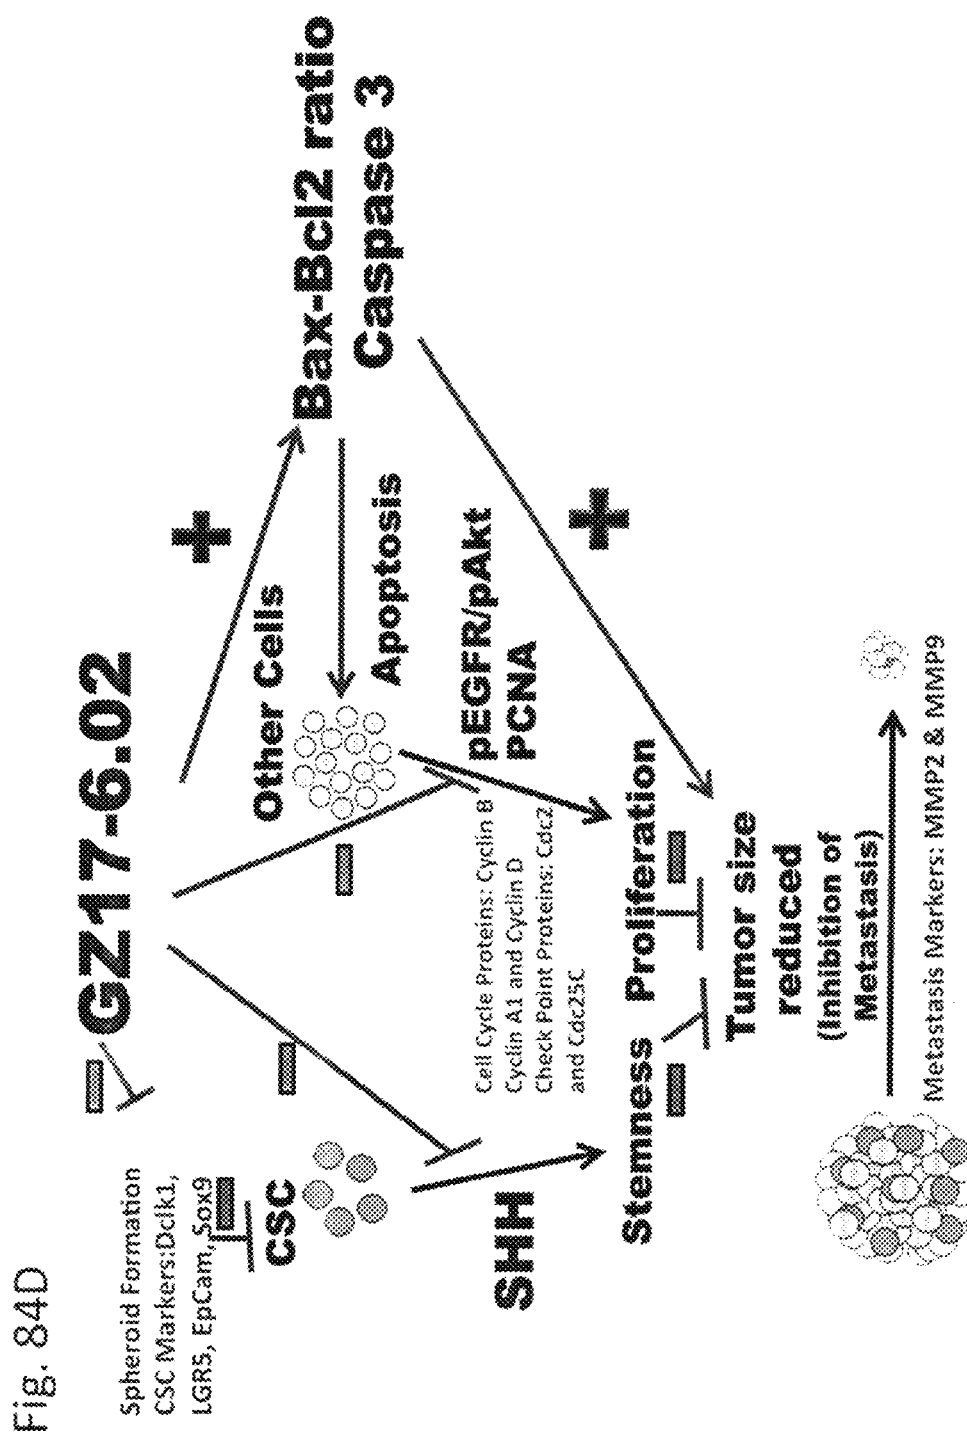 Fig. 84D
GZ17-6.02
Spheroid Formation
CSC Markers:Dclk1,
LGR5, EpCam, Sox9
CSC
Other Cells
Bax-Bcl2 ratio
Caspase 3
Apoptosis
SHH
Cell Cycle Proteins: Cyclin B
Cyclin A1 and Cyclin D
Check Point Proteins: Cdc2
and Cdc25C
pEGFR/pAkt
PCNA
Stemness
Proliferation
Tumor size
reduced
(Inhibition of
Metastasis)
Metastasis Markers: MMP2 & MMP9